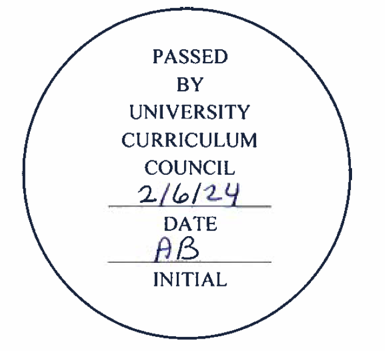 PASSED
BY
UNIVERSITY
CURRICULUM
COUNCIL
2/6/24
DATE
AB
INITIAL